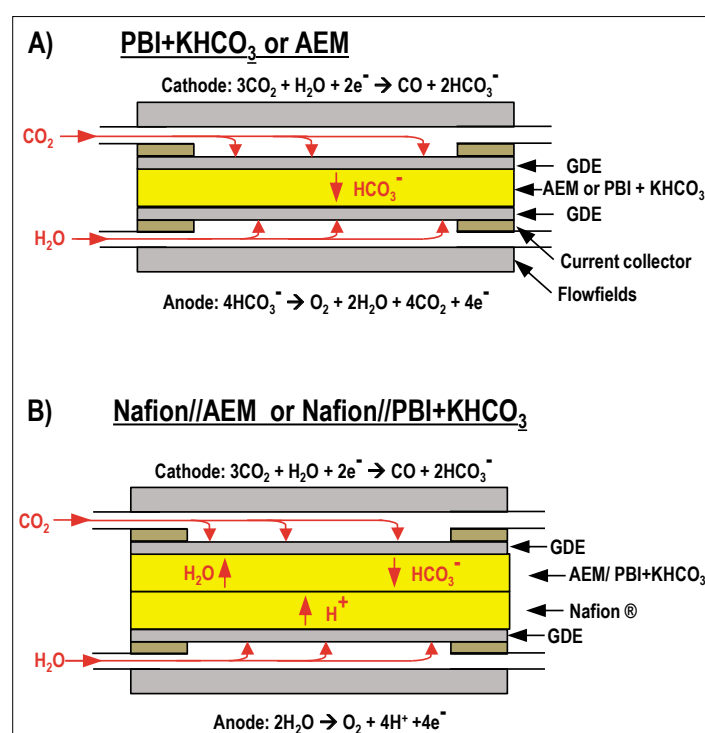 A) PBI+KHCO₃ or AEM
Cathode: 3CO₂ + H₂O + 2e⁻ → CO + 2HCO₃⁻
CO₂
GDE
HCO₃⁻
AEM or PBI + KHCO₃
GDE
H₂O
Current collector
Flowfields
Anode: 4HCO₃⁻ → O₂ + 2H₂O + 4CO₂ + 4e⁻
B) Nafion//AEM or Nafion//PBI+KHCO₃
Cathode: 3CO₂ + H₂O + 2e⁻ → CO + 2HCO₃⁻
CO₂
GDE
H₂O HCO₃⁻
AEM/ PBI+KHCO₃
H⁺
Nafion ®
GDE
H₂O
Anode: 2H₂O → O₂ + 4H⁺ +4e⁻